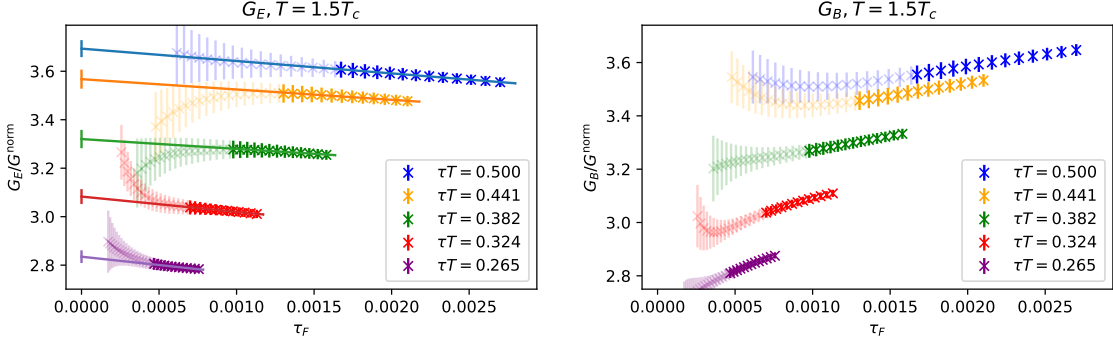 G_E, T = 1.5T_c
G_E/G^norm
3.6
3.4
3.2
3.0
2.8
τT = 0.500
τT = 0.441
τT = 0.382
τT = 0.324
τT = 0.265
0.0000 0.0005 0.0010 0.0015 0.0020 0.0025
τ_F
G_B, T = 1.5T_c
G_B/G^norm
3.6
3.4
3.2
3.0
2.8
τT = 0.500
τT = 0.441
τT = 0.382
τT = 0.324
τT = 0.265
0.0000 0.0005 0.0010 0.0015 0.0020 0.0025
τ_F